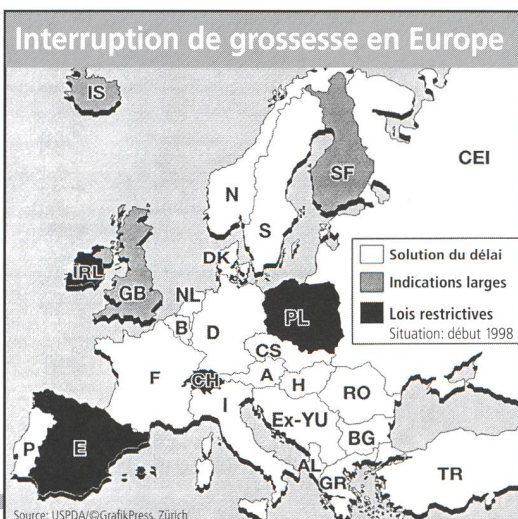 Interruption de grossesse en Europe
IS
SF
CEI
N
S
DK
IRL
GB
NL
PL
B
D
CS
F
CH
A
H
RO
I
Ex-YU
BG
P
E
AL
GR
TR
Solution du délai
Indications larges
Lois restrictives
Situation: début 1998
Source: USPDA/©GrafikPress, Zürich